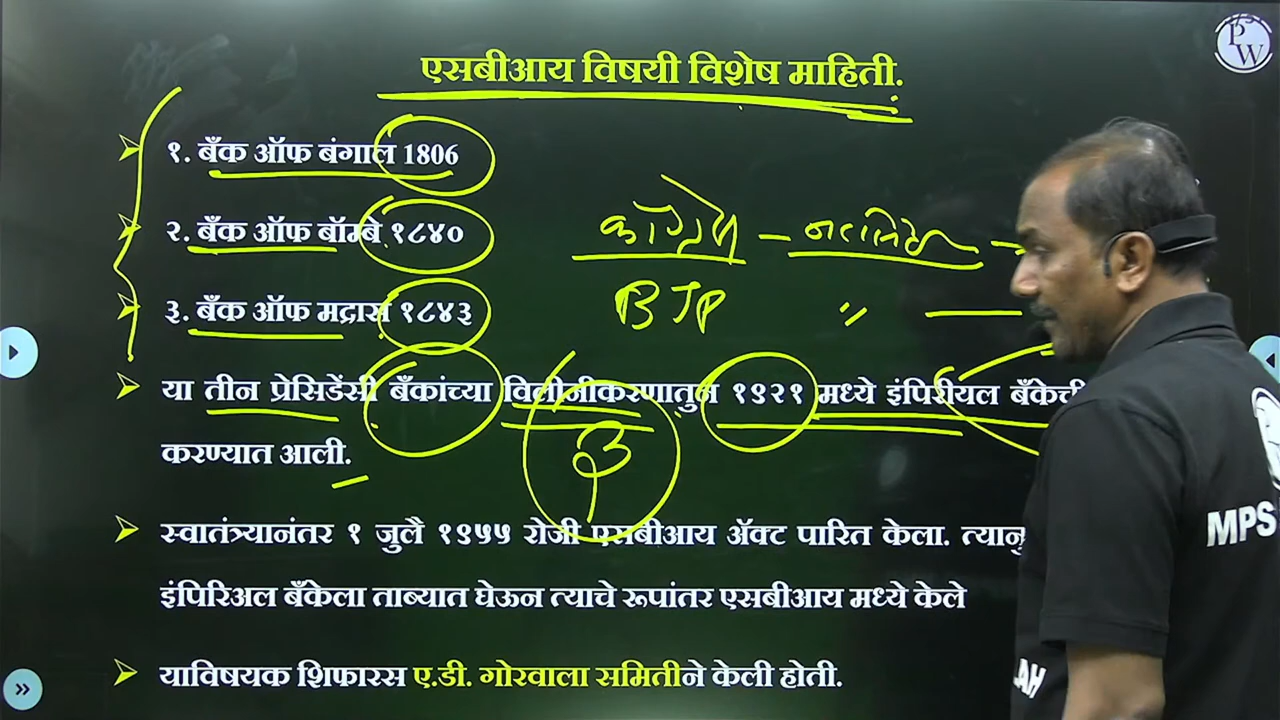 PW
एसबीआय विषयी विशेष माहिती.
१. बँक ऑफ बंगाल 1806
२. बँक ऑफ बॉम्बे १८४०
३. बँक ऑफ मद्रास १८४३
काँग्रेस –
BJP " —
या तीन प्रेसिडेंसी बँकांच्या विलीनीकरणातुन १९२१ मध्ये इंपिरीयल बँकेची
करण्यात आली.
३
स्वातंत्र्यानंतर १ जुलै १९५५ रोजी एसबीआय ॲक्ट पारित केला. त्यानु
इंपिरिअल बँकेला ताब्यात घेऊन त्याचे रूपांतर एसबीआय मध्ये केले
याविषयक शिफारस ए.डी. गोरवाला समितीने केली होती.
MPS
AH